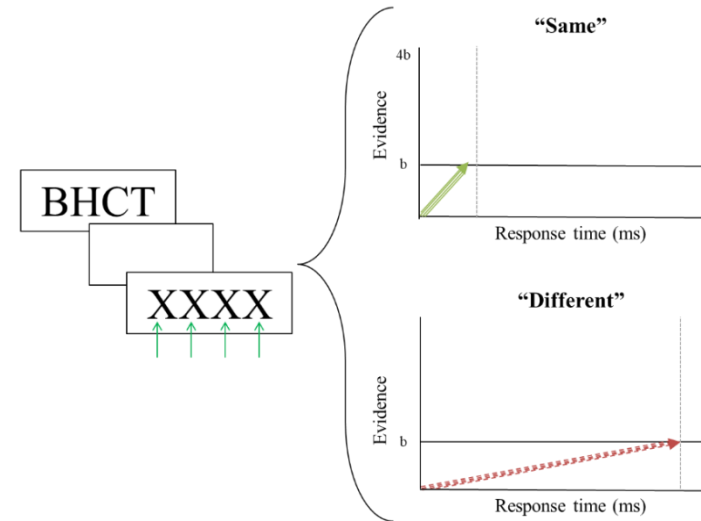 BHCT
XXXX
“Same”
4b
Evidence
b
Response time (ms)
“Different”
Evidence
b
Response time (ms)